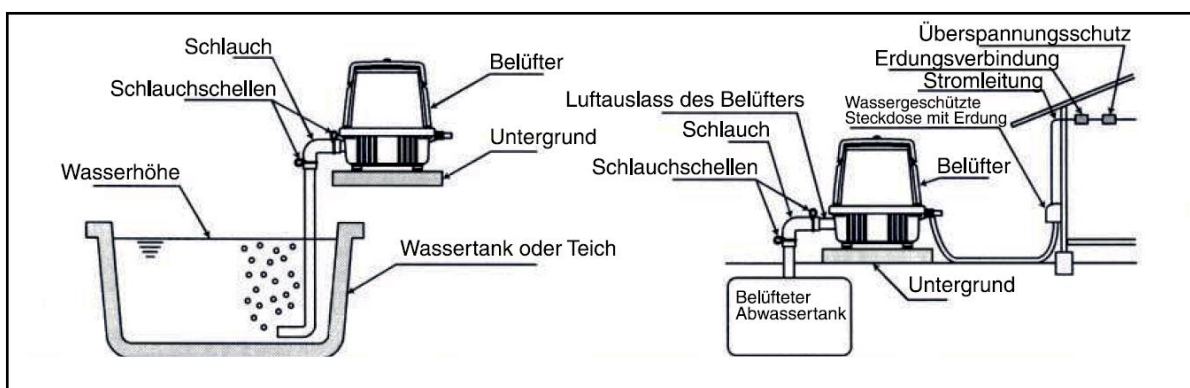 Schlauch
Belüfter
Schlauchschellen
Untergrund
Wasserhöhe
Wassertank oder Teich
Überspannungsschutz
Erdungsverbindung
Stromleitung
Wassergeschützte
Steckdose mit Erdung
Luftauslass des Belüfters
Schlauch
Schlauchschellen
Belüfter
Untergrund
Belüfteter
Abwassertank